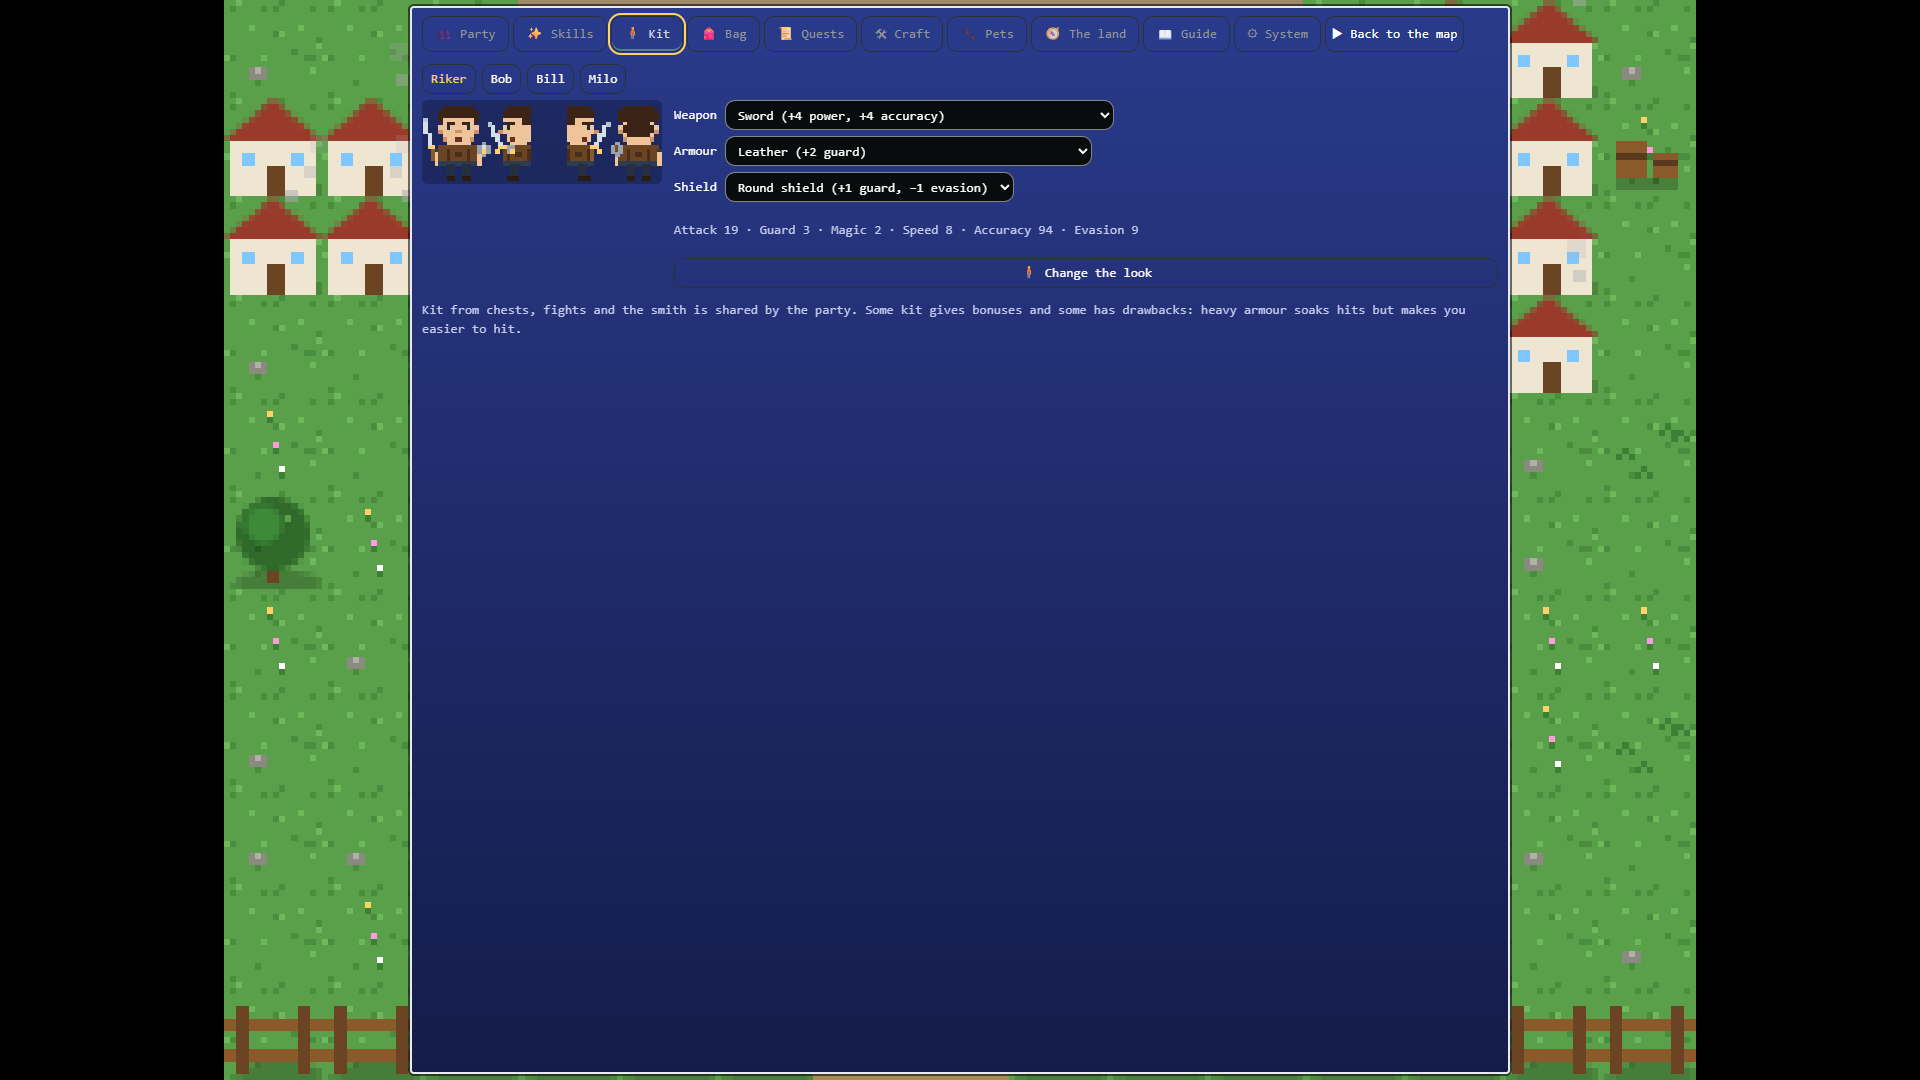 Party Skills Kit Bag Quests Craft Pets The land Guide System Back to the map
Riker Bob Bill Milo
Weapon Sword (+4 power, +4 accuracy)
Armour Leather (+2 guard)
Shield Round shield (+1 guard, −1 evasion)
Attack 19 · Guard 3 · Magic 2 · Speed 8 · Accuracy 94 · Evasion 9
Change the look
Kit from chests, fights and the smith is shared by the party. Some kit gives bonuses and some has drawbacks: heavy armour soaks hits but makes you
easier to hit.